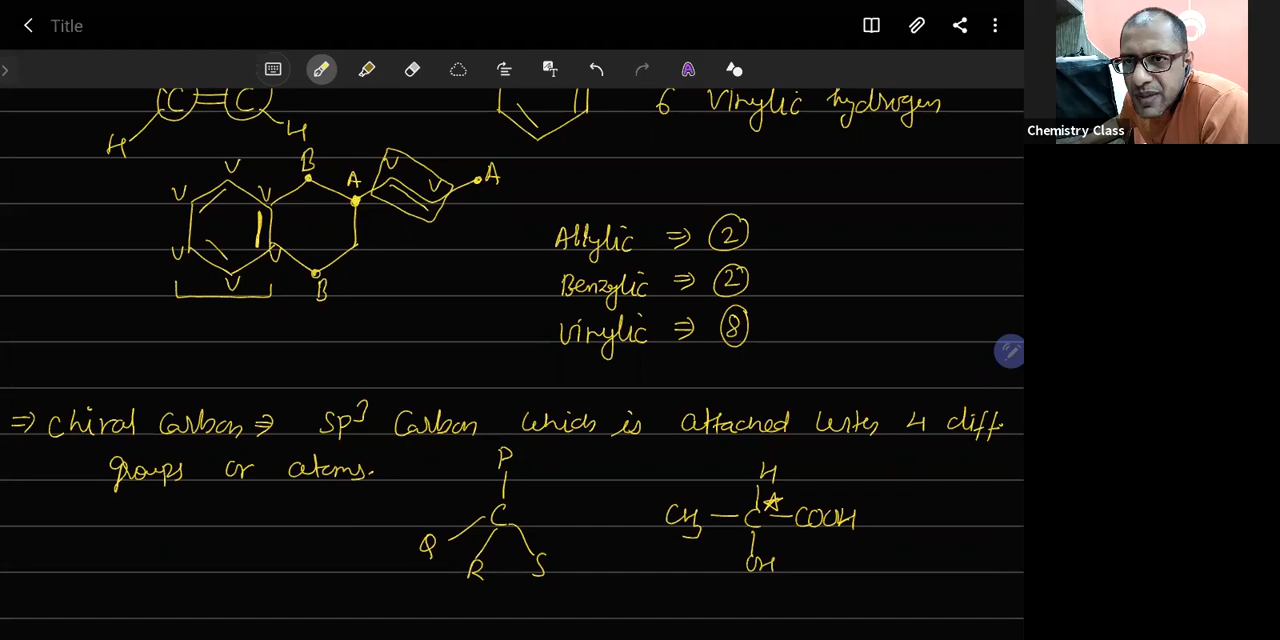 Title
C = C
6 Vinylic hydrogen
Chemistry Class
H H
V V V V V V B A V V A B
Allylic ⇒ 2
Benzylic ⇒ 2
Vinylic ⇒ 8
⇒ Chiral Carbon ⇒ sp3 Carbon which is attached with 4 diff.
groups or atoms.
P
H
C
CH3 — C* — COOH
Q R S
OH